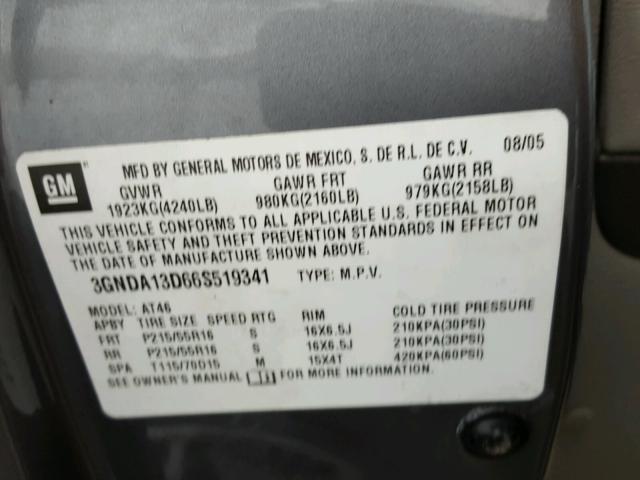 GM
MFD BY GENERAL MOTORS DE MEXICO, S. DE R.L. DE C.V. 08/05
GVWR GAWR FRT GAWR RR
1923KG(4240LB) 980KG(2160LB) 979KG(2158LB)
THIS VEHICLE CONFORMS TO ALL APPLICABLE U.S. FEDERAL MOTOR
VEHICLE SAFETY AND THEFT PREVENTION STANDARDS IN EFFECT ON
THE DATE OF MANUFACTURE SHOWN ABOVE.
3GNDA13D66S519341 TYPE: M.P.V.
MODEL: AT46
APBY TIRE SIZE SPEED RTG RIM COLD TIRE PRESSURE
FRT P215/55R16 S 16X6.5J 210KPA(30PSI)
RR P215/55R16 S 16X6.5J 210KPA(30PSI)
SPA T115/70D15 M 15X4T 420KPA(60PSI)
SEE OWNER'S MANUAL FOR MORE INFORMATION.